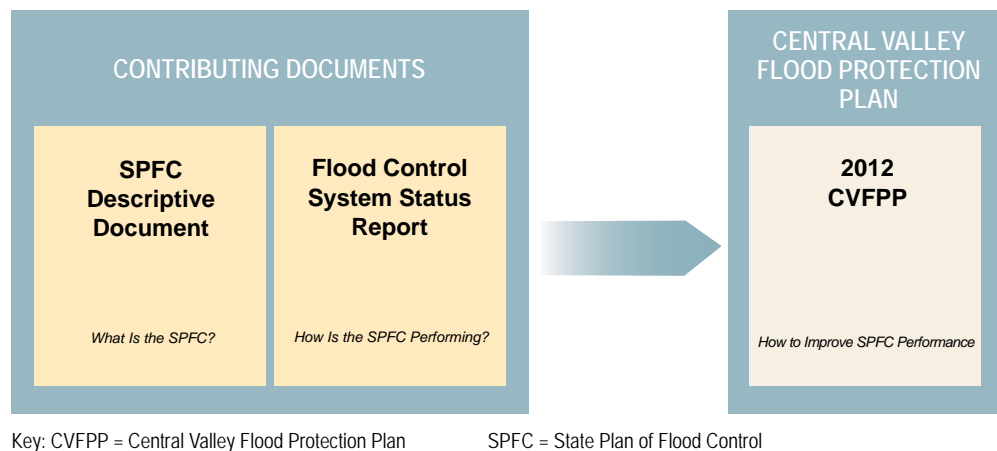 CONTRIBUTING DOCUMENTS
SPFC
Descriptive
Document
What Is the SPFC?
Flood Control
System Status
Report
How Is the SPFC Performing?
CENTRAL VALLEY
FLOOD PROTECTION
PLAN
2012
CVFPP
How to Improve SPFC Performance
Key: CVFPP = Central Valley Flood Protection Plan SPFC = State Plan of Flood Control